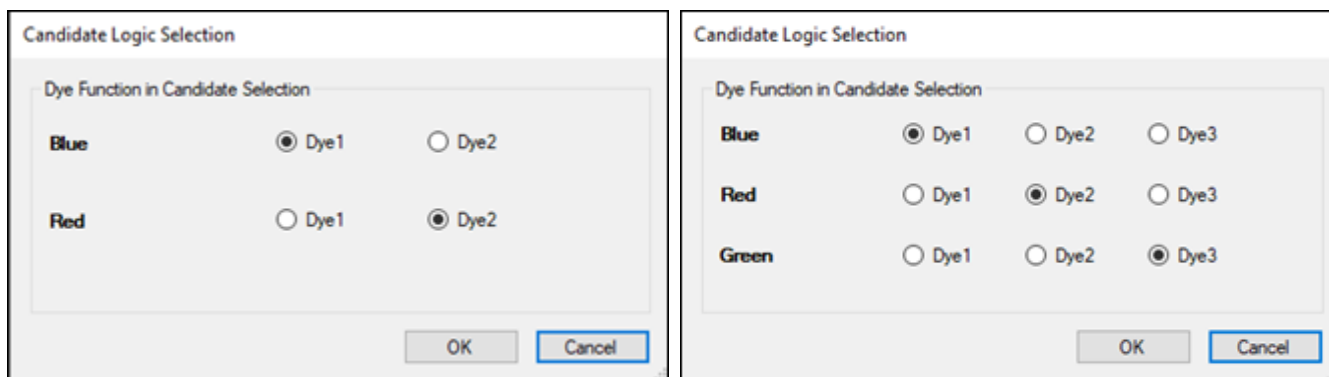 Candidate Logic Selection
Dye Function in Candidate Selection
Blue Dye1 Dye2
Red Dye1 Dye2
OK Cancel
Candidate Logic Selection
Dye Function in Candidate Selection
Blue Dye1 Dye2 Dye3
Red Dye1 Dye2 Dye3
Green Dye1 Dye2 Dye3
OK Cancel